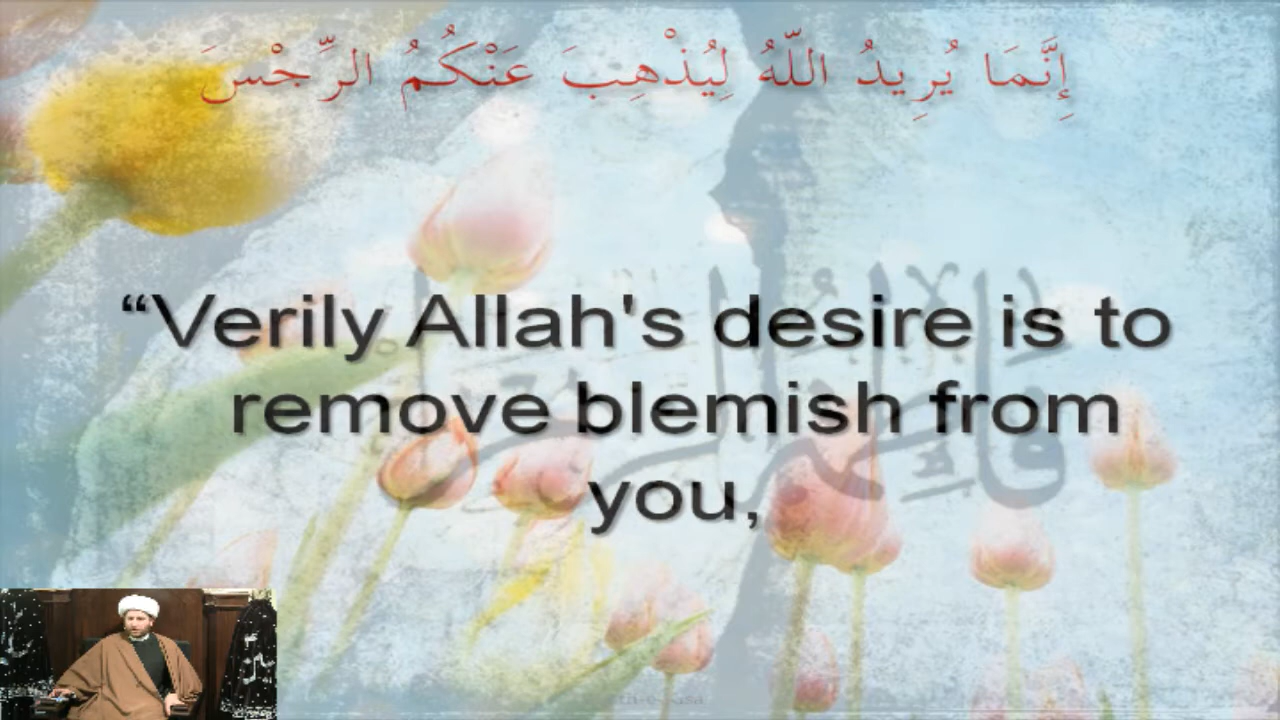 إِنَّمَا يُرِيدُ اللّهُ لِيُذْهِبَ عَنْكُمُ الرِّجْسَ
“Verily Allah's desire is to
remove blemish from
you,